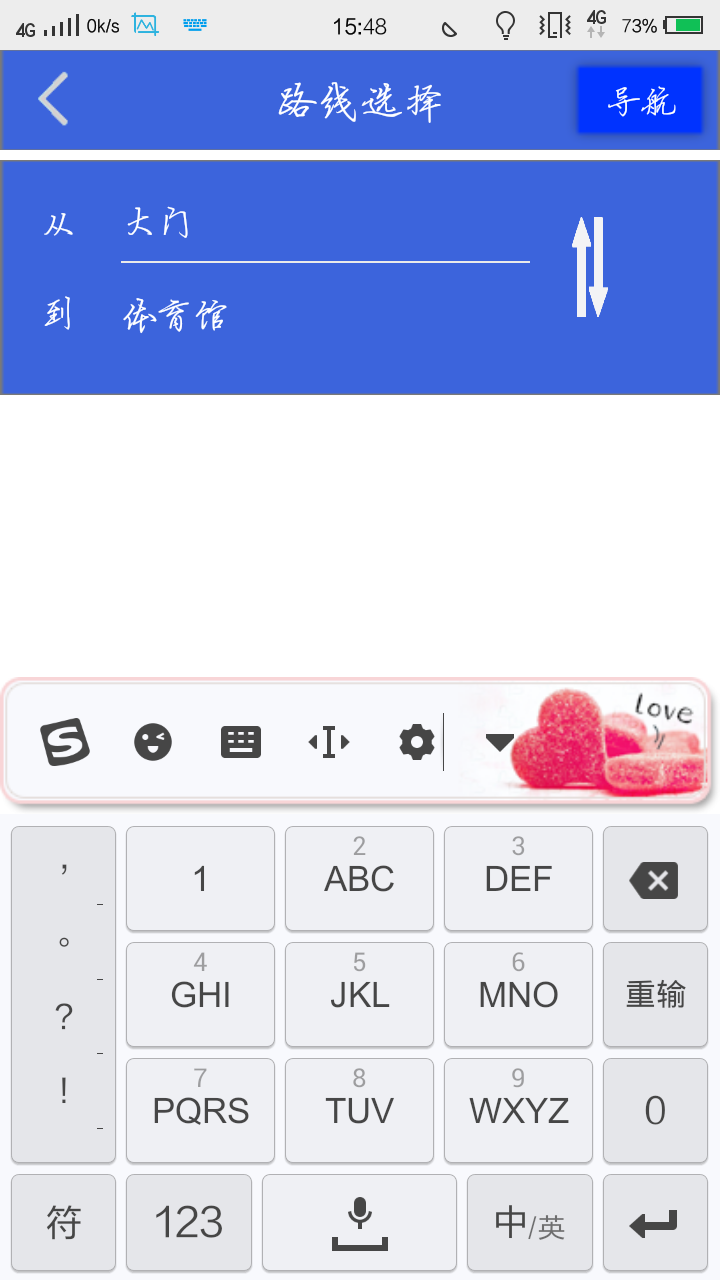 4G 0k/s 15:48 4G 73%
路线选择 导航
从 大门
到 体育馆
S love
, 1 2 ABC 3 DEF
。 4 GHI 5 JKL 6 MNO 重输
? ! 7 PQRS 8 TUV 9 WXYZ 0
符 123 中/英